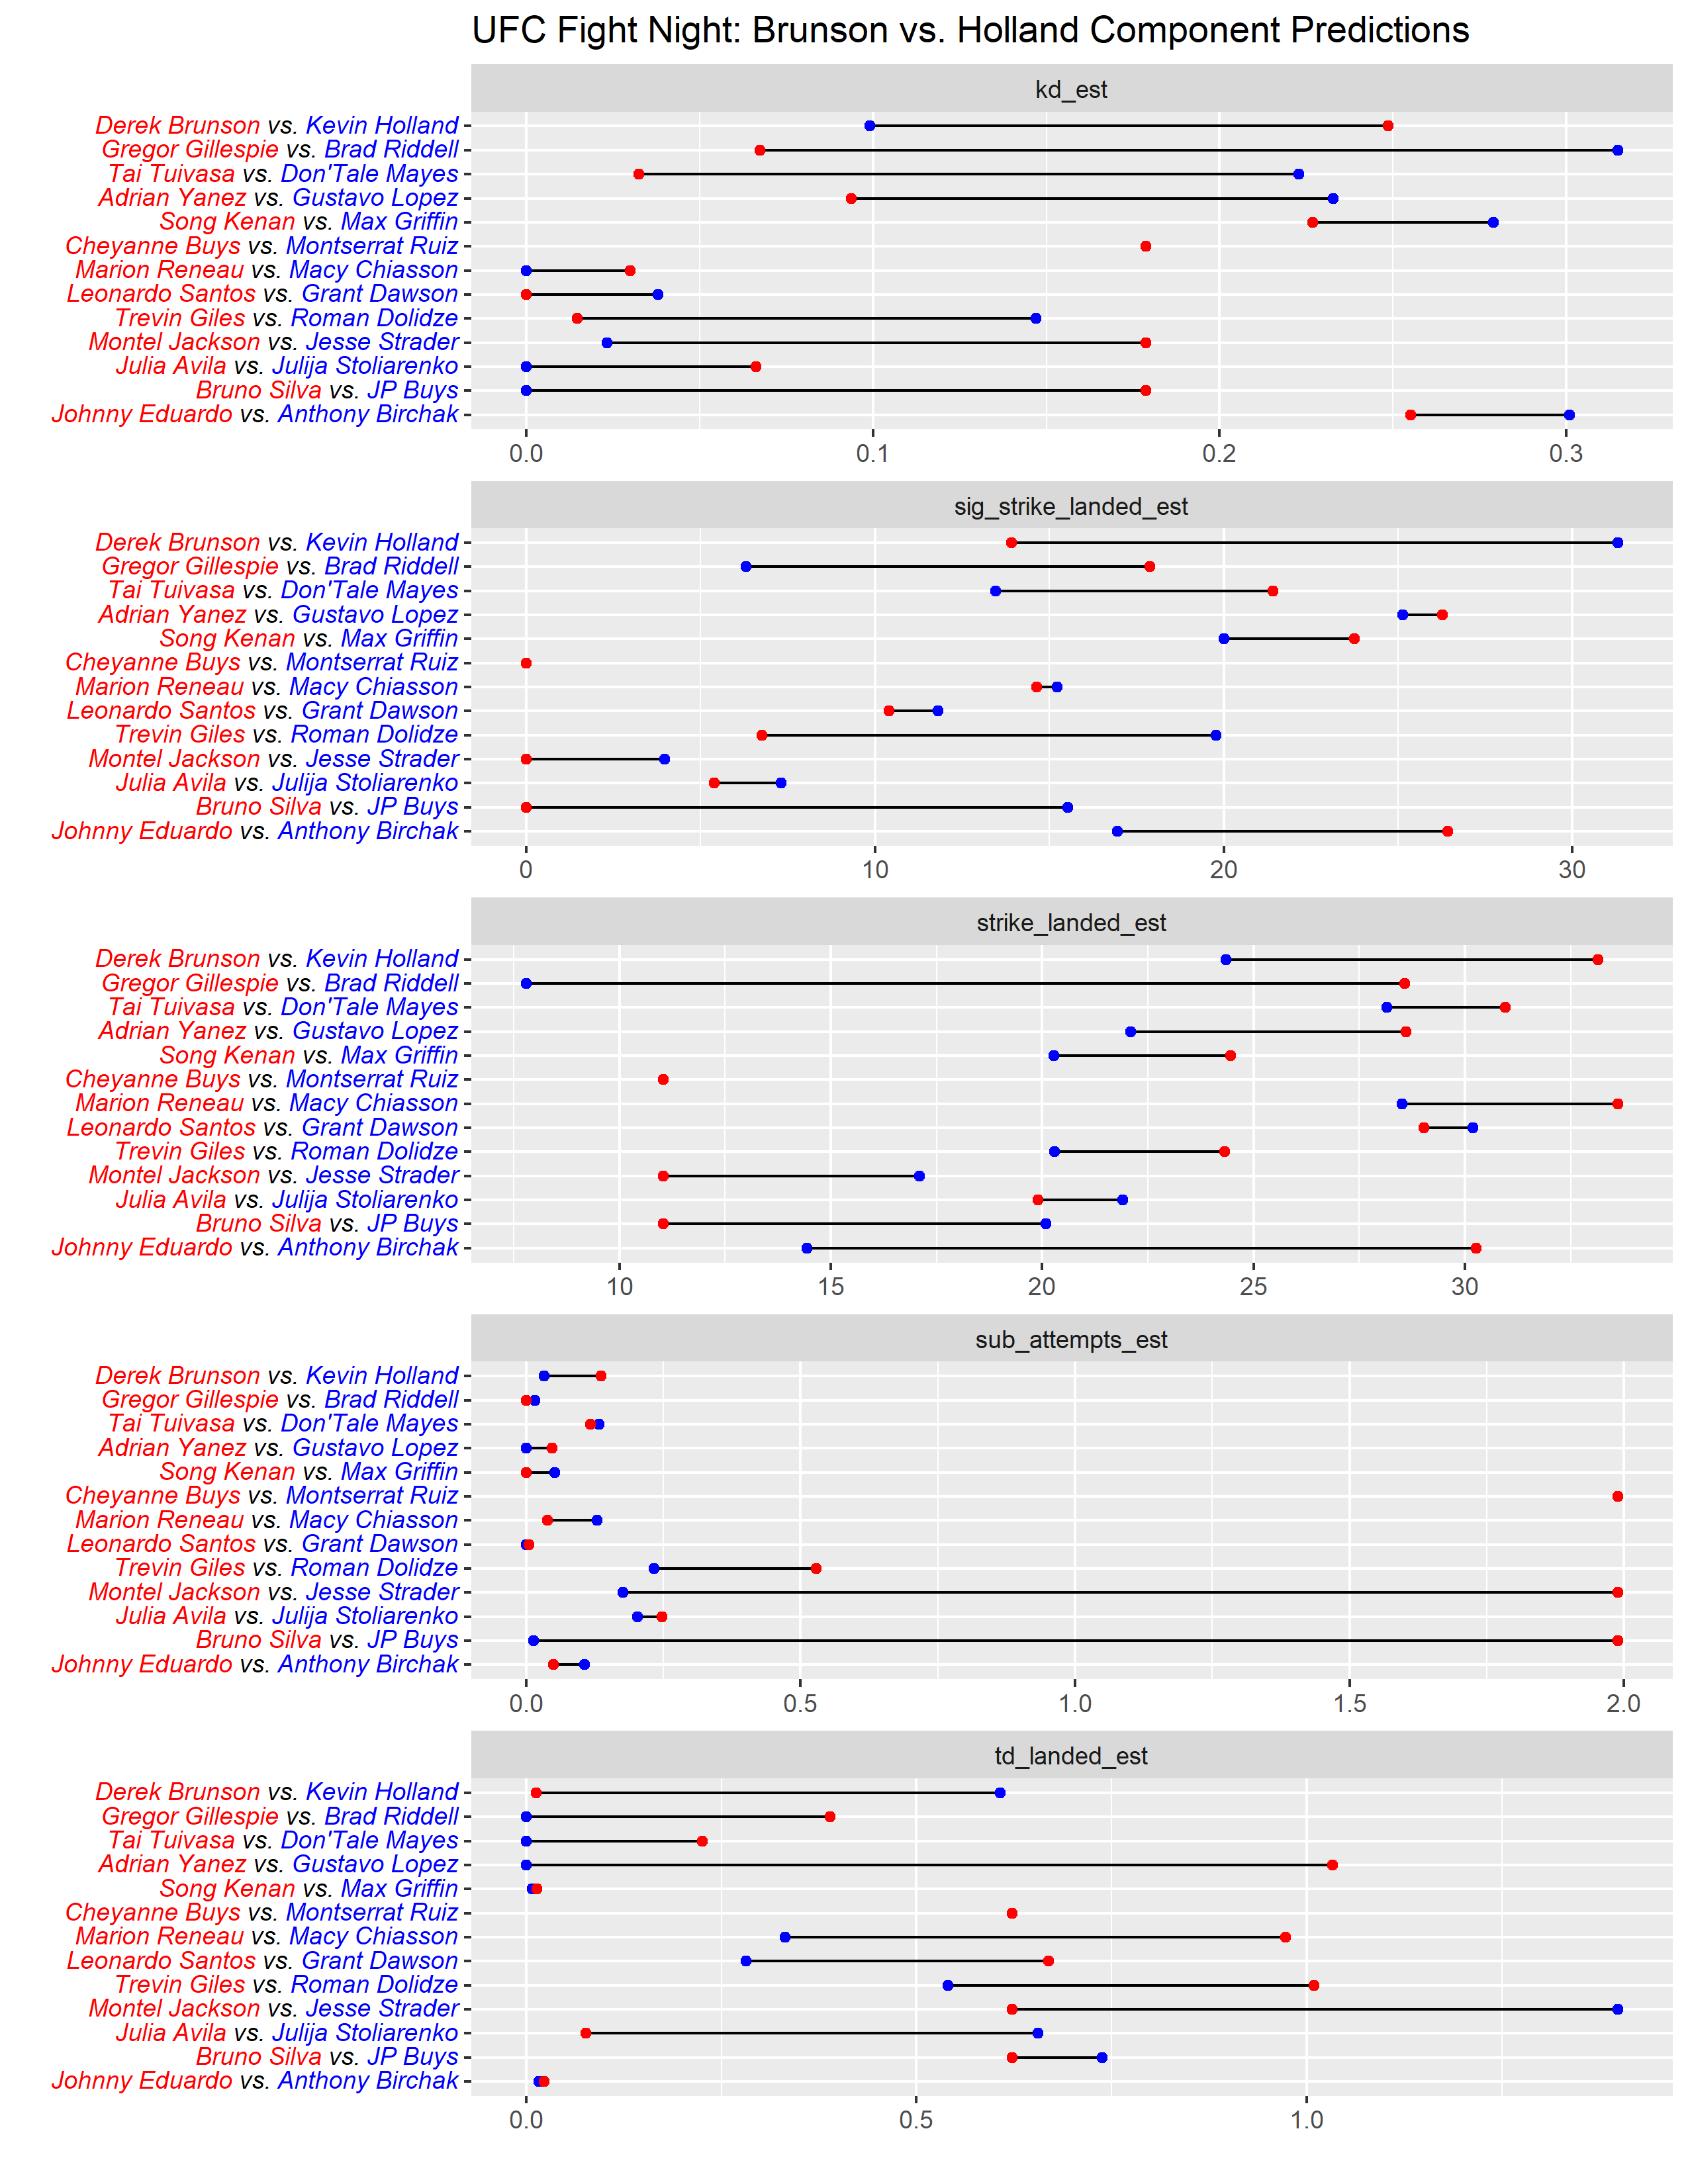 UFC Fight Night: Brunson vs. Holland Component Predictions
kd_est
Derek Brunson vs. Kevin Holland
Gregor Gillespie vs. Brad Riddell
Tai Tuivasa vs. Don'Tale Mayes
Adrian Yanez vs. Gustavo Lopez
Song Kenan vs. Max Griffin
Cheyanne Buys vs. Montserrat Ruiz
Marion Reneau vs. Macy Chiasson
Leonardo Santos vs. Grant Dawson
Trevin Giles vs. Roman Dolidze
Montel Jackson vs. Jesse Strader
Julia Avila vs. Julija Stoliarenko
Bruno Silva vs. JP Buys
Johnny Eduardo vs. Anthony Birchak
0.0 0.1 0.2 0.3
sig_strike_landed_est
Derek Brunson vs. Kevin Holland
Gregor Gillespie vs. Brad Riddell
Tai Tuivasa vs. Don'Tale Mayes
Adrian Yanez vs. Gustavo Lopez
Song Kenan vs. Max Griffin
Cheyanne Buys vs. Montserrat Ruiz
Marion Reneau vs. Macy Chiasson
Leonardo Santos vs. Grant Dawson
Trevin Giles vs. Roman Dolidze
Montel Jackson vs. Jesse Strader
Julia Avila vs. Julija Stoliarenko
Bruno Silva vs. JP Buys
Johnny Eduardo vs. Anthony Birchak
0 10 20 30
strike_landed_est
Derek Brunson vs. Kevin Holland
Gregor Gillespie vs. Brad Riddell
Tai Tuivasa vs. Don'Tale Mayes
Adrian Yanez vs. Gustavo Lopez
Song Kenan vs. Max Griffin
Cheyanne Buys vs. Montserrat Ruiz
Marion Reneau vs. Macy Chiasson
Leonardo Santos vs. Grant Dawson
Trevin Giles vs. Roman Dolidze
Montel Jackson vs. Jesse Strader
Julia Avila vs. Julija Stoliarenko
Bruno Silva vs. JP Buys
Johnny Eduardo vs. Anthony Birchak
10 15 20 25 30
sub_attempts_est
Derek Brunson vs. Kevin Holland
Gregor Gillespie vs. Brad Riddell
Tai Tuivasa vs. Don'Tale Mayes
Adrian Yanez vs. Gustavo Lopez
Song Kenan vs. Max Griffin
Cheyanne Buys vs. Montserrat Ruiz
Marion Reneau vs. Macy Chiasson
Leonardo Santos vs. Grant Dawson
Trevin Giles vs. Roman Dolidze
Montel Jackson vs. Jesse Strader
Julia Avila vs. Julija Stoliarenko
Bruno Silva vs. JP Buys
Johnny Eduardo vs. Anthony Birchak
0.0 0.5 1.0 1.5 2.0
td_landed_est
Derek Brunson vs. Kevin Holland
Gregor Gillespie vs. Brad Riddell
Tai Tuivasa vs. Don'Tale Mayes
Adrian Yanez vs. Gustavo Lopez
Song Kenan vs. Max Griffin
Cheyanne Buys vs. Montserrat Ruiz
Marion Reneau vs. Macy Chiasson
Leonardo Santos vs. Grant Dawson
Trevin Giles vs. Roman Dolidze
Montel Jackson vs. Jesse Strader
Julia Avila vs. Julija Stoliarenko
Bruno Silva vs. JP Buys
Johnny Eduardo vs. Anthony Birchak
0.0 0.5 1.0